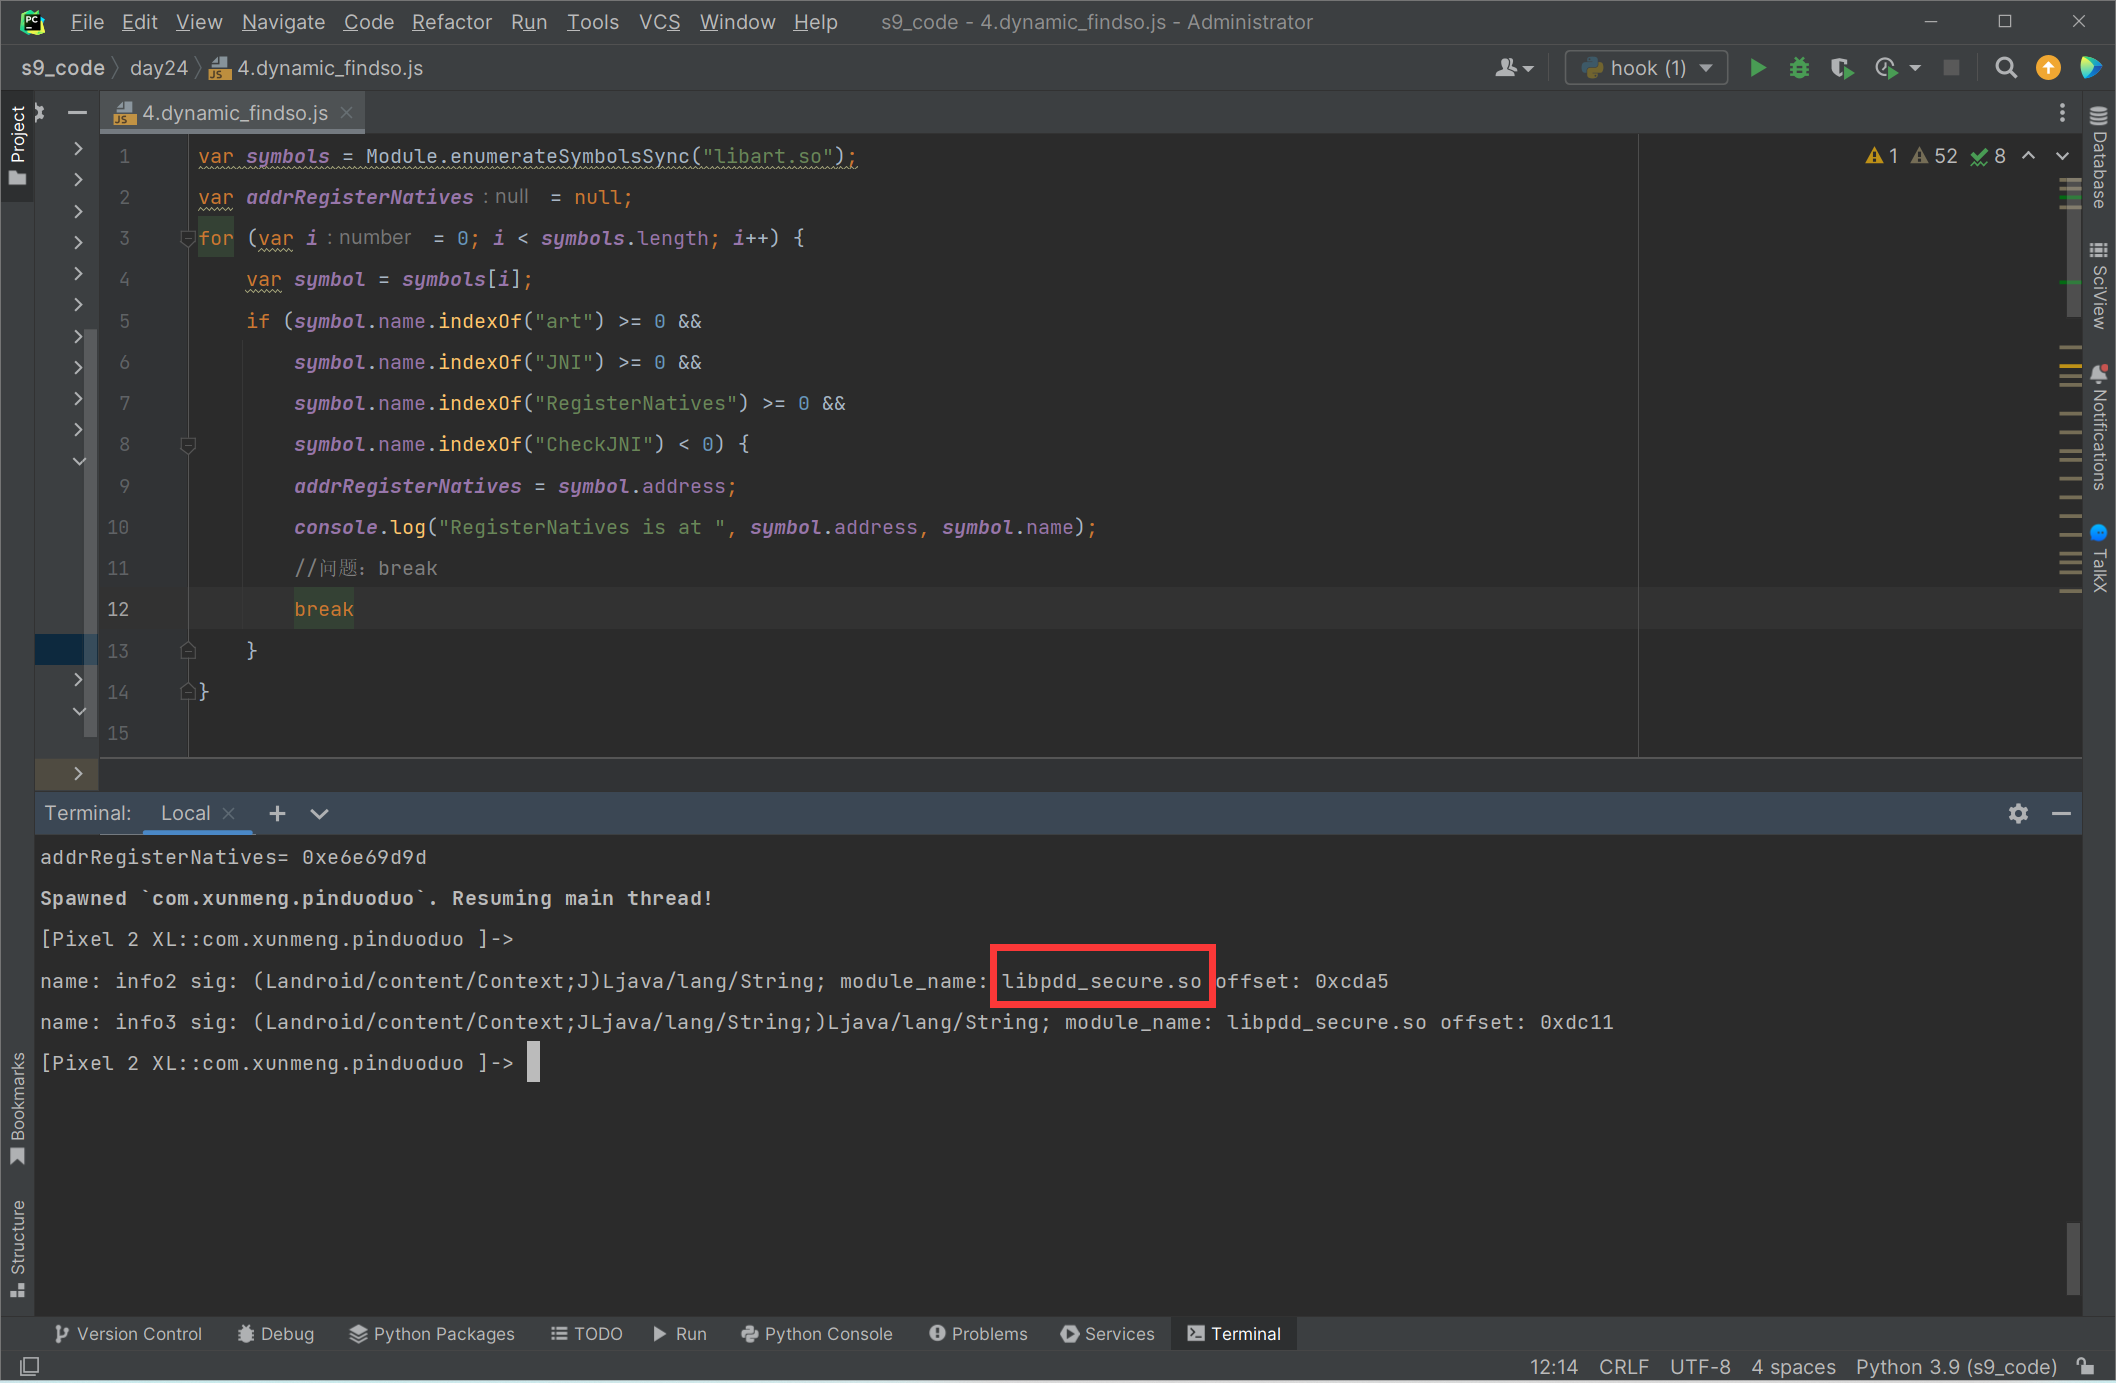 PC File Edit View Navigate Code Refactor Run Tools VCS Window Help s9_code - 4.dynamic_findso.js - Administrator
s9_code day24 JS 4.dynamic_findso.js hook (1)
Project
JS 4.dynamic_findso.js
1 var symbols = Module.enumerateSymbolsSync("libart.so");
1 52 8
2 var addrRegisterNatives : null = null;
3 for (var i : number = 0; i < symbols.length; i++) {
4 var symbol = symbols[i];
5 if (symbol.name.indexOf("art") >= 0 &&
6 symbol.name.indexOf("JNI") >= 0 &&
7 symbol.name.indexOf("RegisterNatives") >= 0 &&
8 symbol.name.indexOf("CheckJNI") < 0) {
9 addrRegisterNatives = symbol.address;
10 console.log("RegisterNatives is at ", symbol.address, symbol.name);
11 //问题：break
12 break
13 }
14 }
15
Database
SciView
Notifications
TalkX
Terminal: Local
addrRegisterNatives= 0xe6e69d9d
Spawned `com.xunmeng.pinduoduo`. Resuming main thread!
[Pixel 2 XL::com.xunmeng.pinduoduo ]->
name: info2 sig: (Landroid/content/Context;J)Ljava/lang/String; module_name: libpdd_secure.so offset: 0xcda5
name: info3 sig: (Landroid/content/Context;JLjava/lang/String;)Ljava/lang/String; module_name: libpdd_secure.so offset: 0xdc11
[Pixel 2 XL::com.xunmeng.pinduoduo ]->
Bookmarks
Structure
Version Control Debug Python Packages TODO Run Python Console Problems Services Terminal
12:14 CRLF UTF-8 4 spaces Python 3.9 (s9_code)